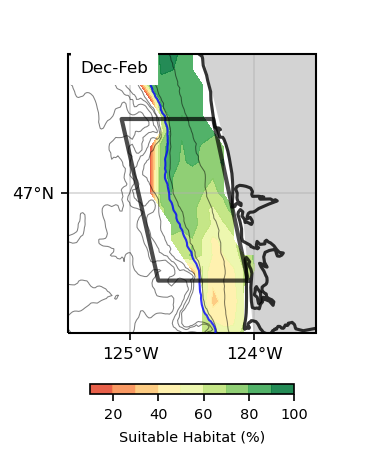 Dec-Feb
47°N
125°W 124°W
20 40 60 80 100
Suitable Habitat (%)